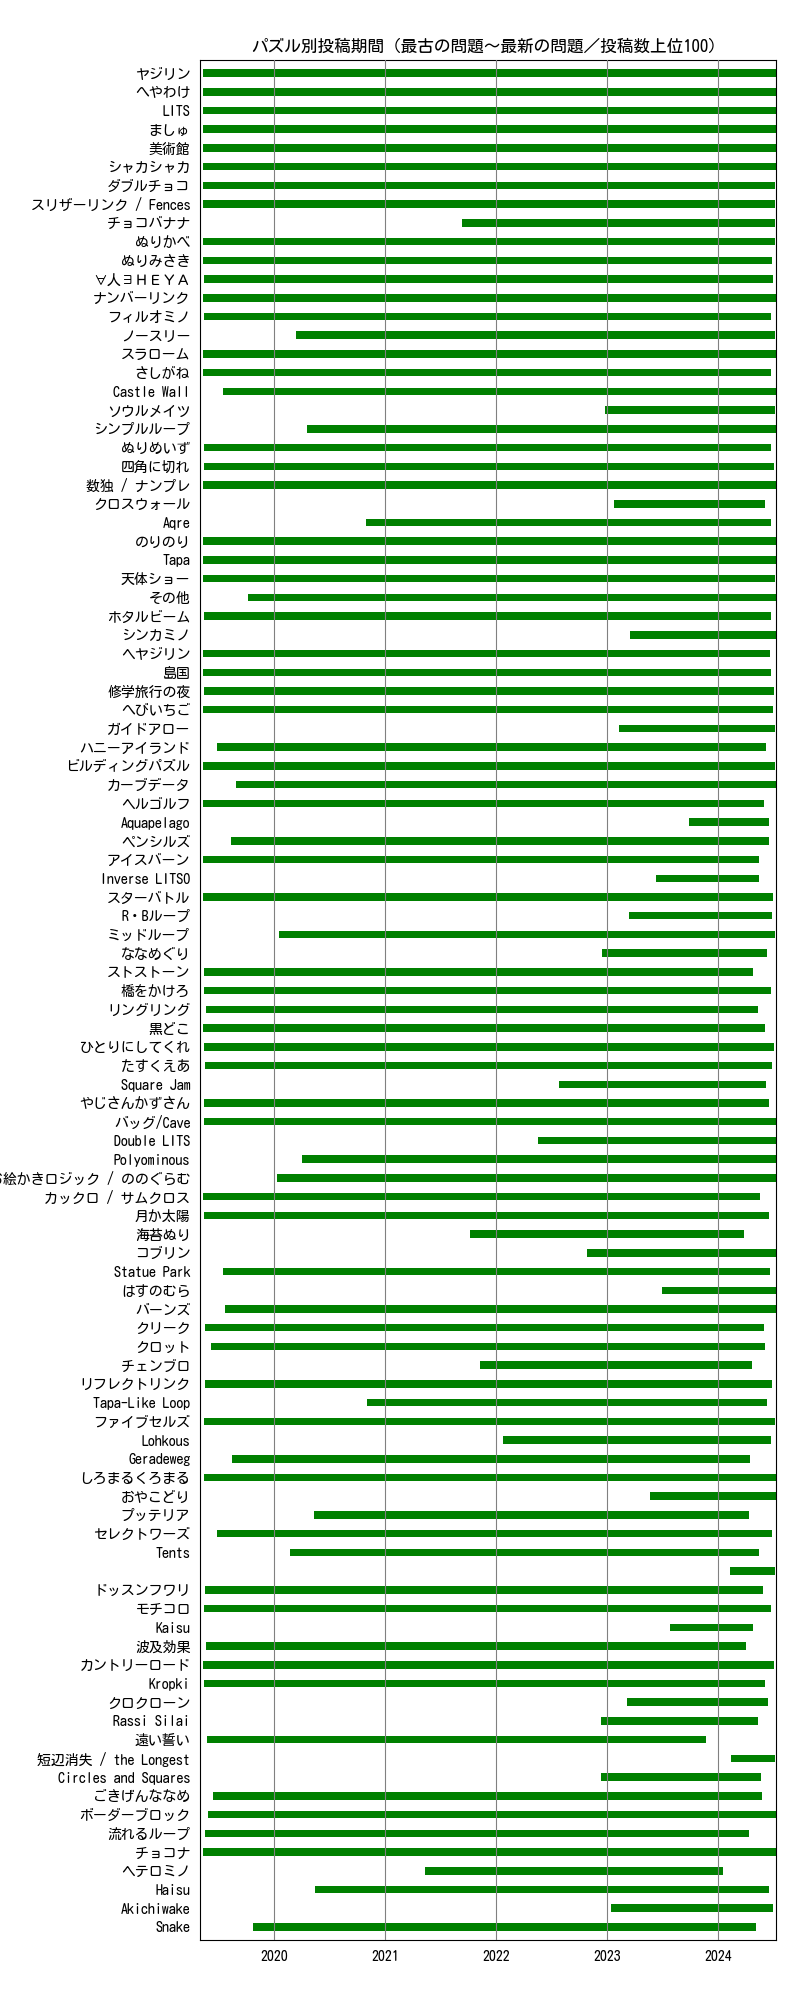 パズル別投稿期間（最古の問題～最新の問題／投稿数上位100）
ヤジリン
へやわけ
LITS
ましゅ
美術館
シャカシャカ
ダブルチョコ
スリザーリンク / Fences
チョコバナナ
ぬりかべ
ぬりみさき
∀人∃ＨＥＹＡ
ナンバーリンク
フィルオミノ
ノースリー
スラローム
さしがね
Castle Wall
ソウルメイツ
シンプルループ
ぬりめいず
四角に切れ
数独 / ナンプレ
クロスウォール
Aqre
のりのり
Tapa
天体ショー
その他
ホタルビーム
シンカミノ
ヘヤジリン
島国
修学旅行の夜
へびいちご
ガイドアロー
ハニーアイランド
ビルディングパズル
カーブデータ
ヘルゴルフ
Aquapelago
ペンシルズ
アイスバーン
Inverse LITSO
スターバトル
R・Bループ
ミッドループ
ななめぐり
ストストーン
橋をかけろ
リングリング
黒どこ
ひとりにしてくれ
たすくえあ
Square Jam
やじさんかずさん
バッグ/Cave
Double LITS
Polyominous
絵かきロジック / ののぐらむ
カックロ / サムクロス
月か太陽
海苔ぬり
コブリン
Statue Park
はすのむら
バーンズ
クリーク
クロット
チェンブロ
リフレクトリンク
Tapa-Like Loop
ファイブセルズ
Lohkous
Geradeweg
しろまるくろまる
おやこどり
プッテリア
セレクトワーズ
Tents
ドッスンフワリ
モチコロ
Kaisu
波及効果
カントリーロード
Kropki
クロクローン
Rassi Silai
遠い誓い
短辺消失 / the Longest
Circles and Squares
ごきげんななめ
ボーダーブロック
流れるループ
チョコナ
ヘテロミノ
Haisu
Akichiwake
Snake
2020 2021 2022 2023 2024